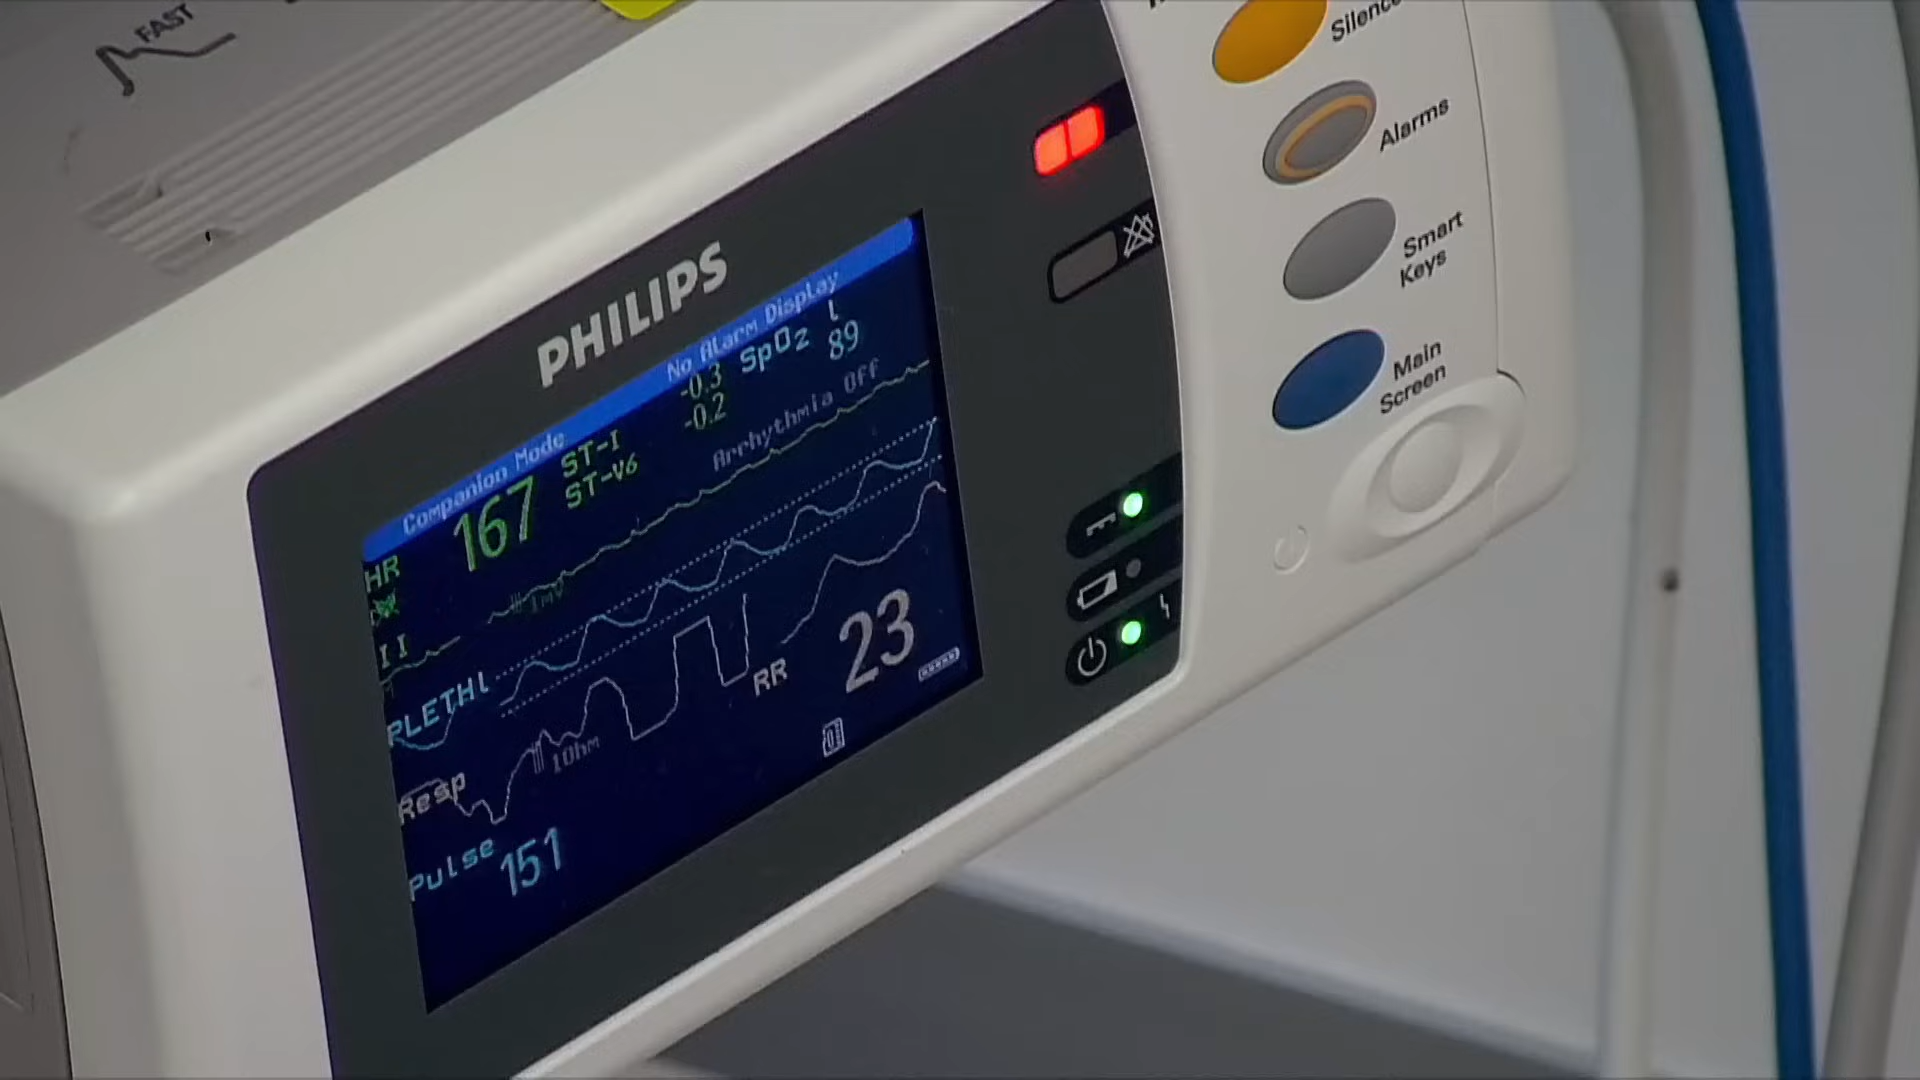 FAST
Silence
Alarms
Smart
Keys
Main
Screen
PHILIPS
Companion Mode No Alarm Display
HR 167
ST-I -0.3
ST-V6 -0.2
SpO2 l
89
Arrhythmia Off
II
1mV
PLETHl
Resp
1Ohm
RR 23
Pulse 151